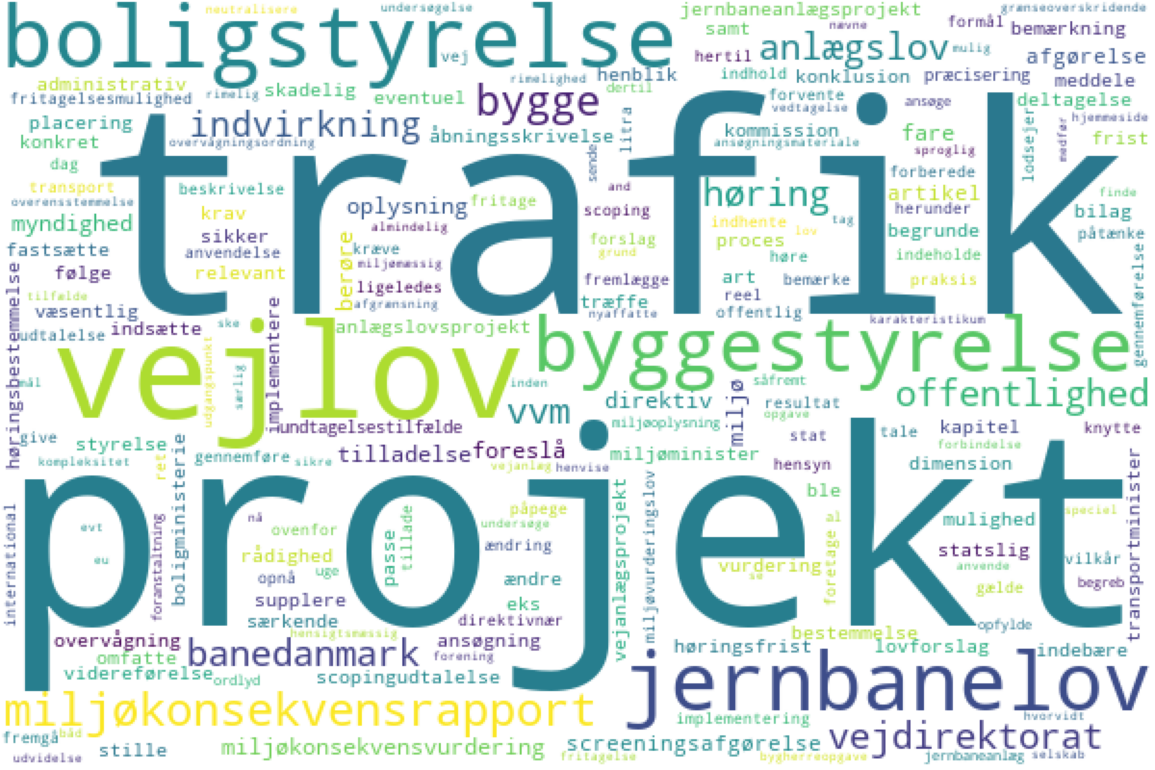 neutralisere
undersøgelse
jernbaneanlægsprojekt
grænseoverskridende
boligstyrelse
vej
samt
nævne
formål
bemærkning
hertil
anlægslov
mulig
afgørelse
administrativ
rimelig
skadelig
rimelighed
henblik
indhold
konklusion
præcisering
meddele
fritagelsesmulighed
eventuel
bygge
dertil
forvente
vedtagelse
ansøge
deltagelse
placering
indvirkning
åbningsskrivelse
litra
kommission
fare
lodsejer
medfør
hjemmeside
frist
konkret
overvågningsordning
ansøgningsmateriale
sproglig
dag
trafik
sende
forberede
transport
beskrivelse
and
høring
artikel
finde
overensstemmelse
oplysning
fritage
scoping
herunder
bilag
myndighed
krav
almindelig
indhente
tag
lov
begrunde
påtænke
sikker
berøre
kræve
forslag
proces
fastsætte
anvendelse
miljømæssig
grund
høre
indeholde
følge
relevant
ligeledes
fremlægge
art
bemærke
praksis
tilfælde
afgrænsning
træffe
reel
væsentlig
nyaffatte
offentlig
karakteristikum
gennemførelse
høringsbestemmelse
udtalelse
indsætte
ske
implementere
anlægslovsprojekt
byggestyrelse
vejlov
udgangspunkt
særlig
mål
inden
miljø
såfremt
offentlighed
vvm
direktiv
resultat
opgave
give
undtagelsestilfælde
miljøoplysning
styrelse
stat
tale
kapitel
knytte
gennemføre
sikre
tilladelse
foreslå
miljøminister
forbindelse
kompleksitet
ret
boligministerie
vejanlæg
henvise
hensyn
dimension
projekt
ble
international
evt
foranstaltning
nå
påpege
undersøge
vejanlægsprojekt
miljøvurderingslov
mulighed
speciel
transportminister
ovenfor
passe
tillade
ændring
foretage
al
statslig
eu
rådighed
vurdering
vilkår
opnå
uge
ændre
se
anvende
begreb
supplere
eks
gælde
særkende
direktivnær
hensigtsmæssig
bestemmelse
opfylde
overvågning
ansøgning
høringsfrist
lovforslag
indebære
omfatte
banedanmark
forening
jernbanelov
videreførelse
ordlyd
scopingudtalelse
miljøkonsekvensrapport
implementering
hvorvidt
fremgå
båd
vejdirektorat
udvidelse
stille
miljøkonsekvensvurdering
screeningsafgørelse
fritagelse
bygherreopgave
jernbaneanlæg
selskab